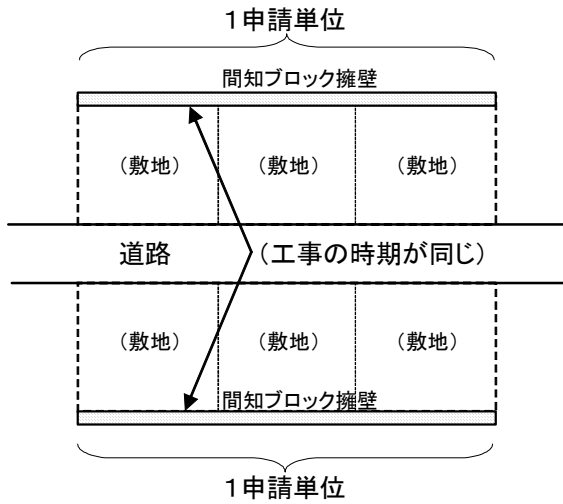 1申請単位
間知ブロック擁壁
(敷地) (敷地) (敷地)
道路 (工事の時期が同じ)
(敷地) (敷地) (敷地)
間知ブロック擁壁
1申請単位